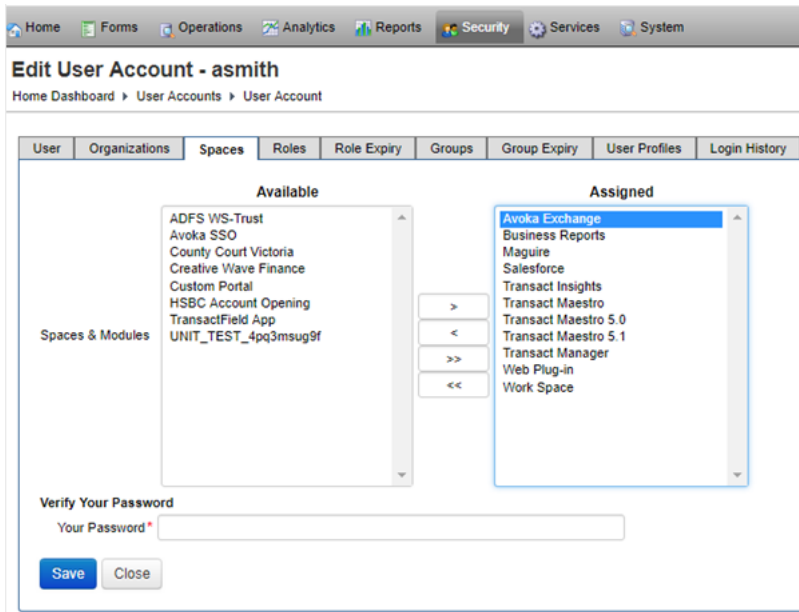 Home Forms Operations Analytics Reports Security Services System
Edit User Account - asmith
Home Dashboard User Accounts User Account
User Organizations Spaces Roles Role Expiry Groups Group Expiry User Profiles Login History
Available
Assigned
ADFS WS-Trust
Avoka SSO
County Court Victoria
Creative Wave Finance
Custom Portal
HSBC Account Opening
TransactField App
UNIT_TEST_4pq3msug9f
Spaces & Modules
>
<
>>
<<
Avoka Exchange
Business Reports
Maguire
Salesforce
Transact Insights
Transact Maestro
Transact Maestro 5.0
Transact Maestro 5.1
Transact Manager
Web Plug-in
Work Space
Verify Your Password
Your Password *
Save Close